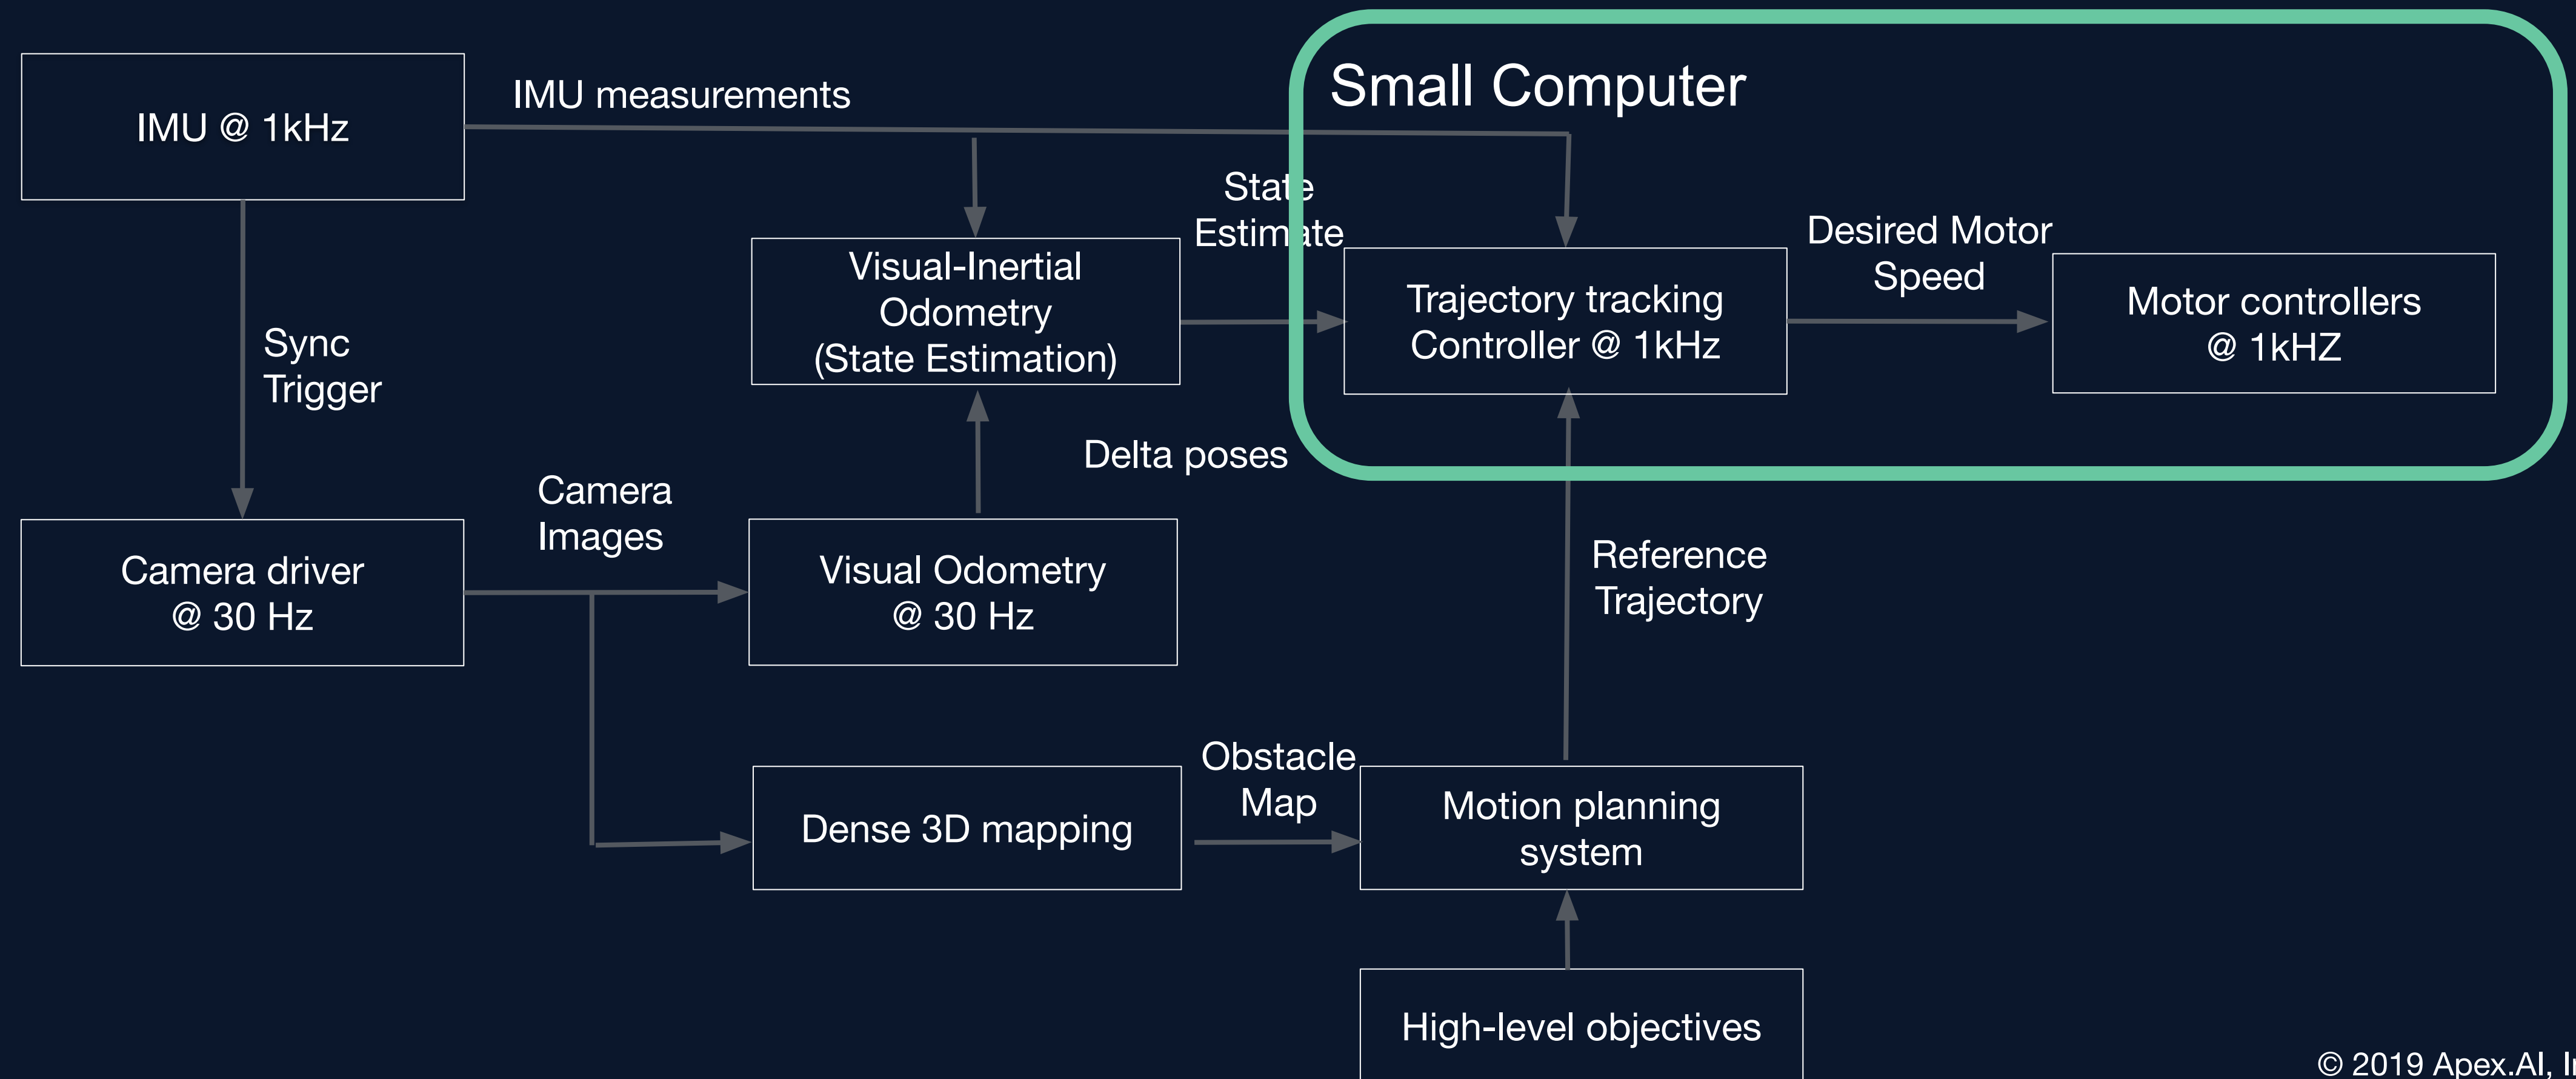 IMU @ 1kHz
IMU measurements
Small Computer
State
Estimate
Desired Motor
Speed
Visual-Inertial
Odometry
(State Estimation)
Trajectory tracking
Controller @ 1kHz
Motor controllers
@ 1kHZ
Sync
Trigger
Delta poses
Camera
Images
Camera driver
@ 30 Hz
Visual Odometry
@ 30 Hz
Reference
Trajectory
Obstacle
Map
Dense 3D mapping
Motion planning
system
High-level objectives
© 2019 Apex.AI,